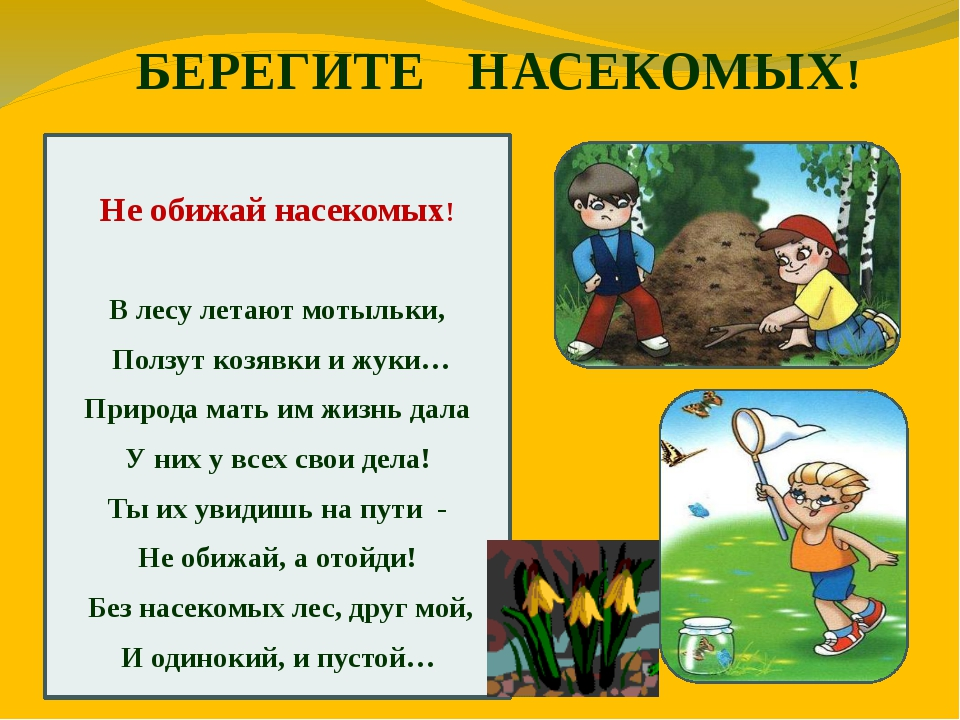 БЕРЕГИТЕ НАСЕКОМЫХ!
Не обижай насекомых!
В лесу летают мотыльки,
Ползут козявки и жуки…
Природа мать им жизнь дала
У них у всех свои дела!
Ты их увидишь на пути -
Не обижай, а отойди!
Без насекомых лес, друг мой,
И одинокий, и пустой…